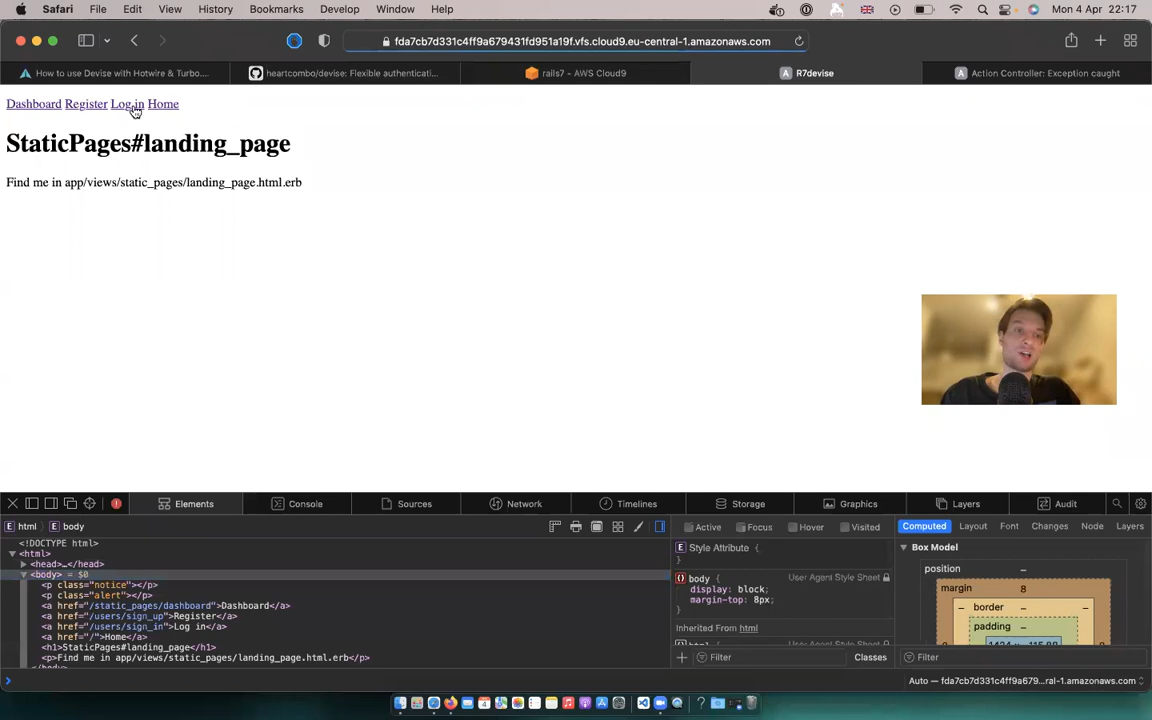 Safari File Edit View History Bookmarks Develop Window Help Mon 4 Apr 22:17
fda7cb7d331c4ff9a679431fd951a19f.vfs.cloud9.eu-central-1.amazonaws.com
How to use Devise with Hotwire & Turbo.... heartcombo/devise: Flexible authenticati... rails7 - AWS Cloud9 R7devise Action Controller: Exception caught
Dashboard Register Log in Home
StaticPages#landing_page
Find me in app/views/static_pages/landing_page.html.erb
Elements Console Sources Network Timelines Storage Graphics Layers Audit
E html E body Active Focus Hover Visited Computed Layout Font Changes Node Layers
<!DOCTYPE html>
<html>
<head>…</head>
<body> = $0
<p class="notice"></p>
<p class="alert"></p>
<a href="/static_pages/dashboard">Dashboard</a>
<a href="/users/sign_up">Register</a>
<a href="/users/sign_in">Log in</a>
<a href="/">Home</a>
<h1>StaticPages#landing_page</h1>
<p>Find me in app/views/static_pages/landing_page.html.erb</p>
</body>
E Style Attribute {
}
body { User Agent Style Sheet
display: block;
margin-top: 8px;
}
Inherited From html
Filter Classes
Box Model
position –
margin 8
– border – –
padding –
Filter
Auto — fda7cb7d331c4ff9a679...ral-1.amazonaws.com